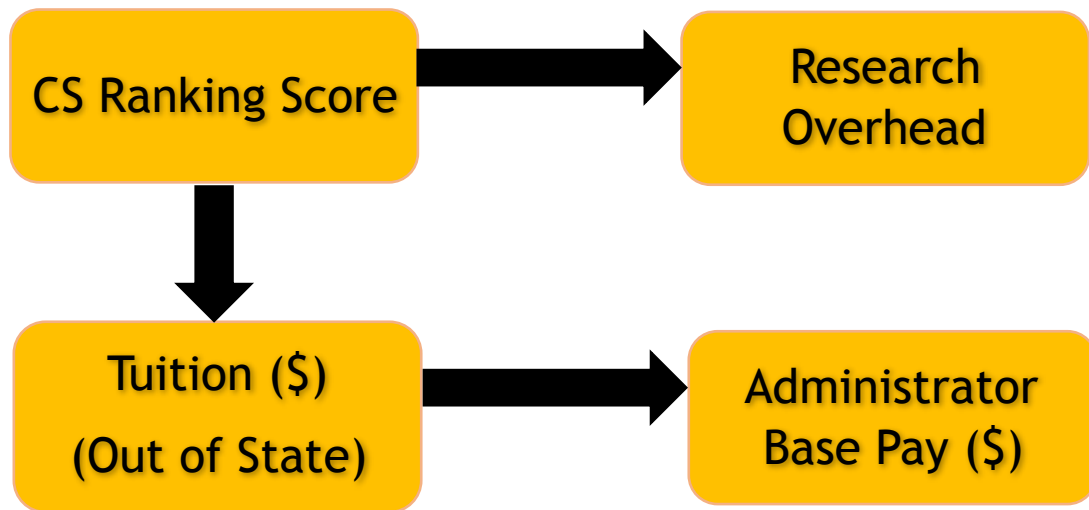 CS Ranking Score
Research
Overhead
Tuition ($)
(Out of State)
Administrator
Base Pay ($)